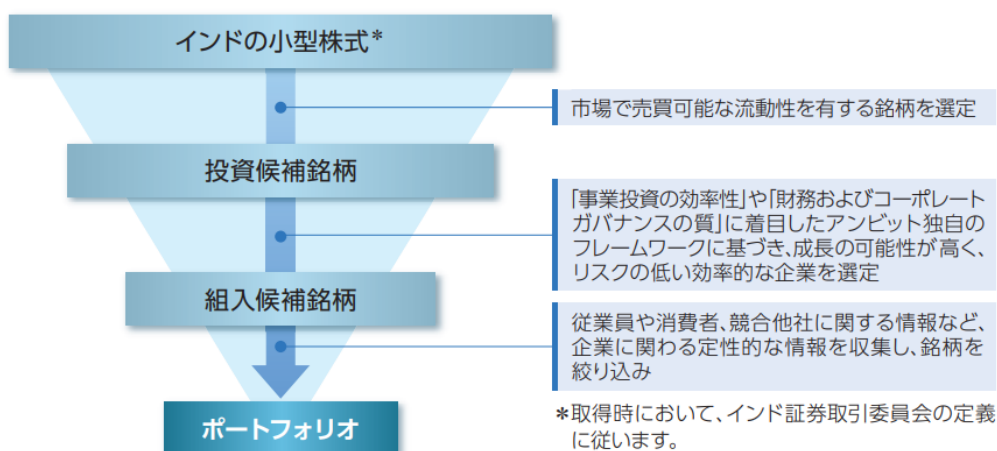 インドの小型株式*
市場で売買可能な流動性を有する銘柄を選定
投資候補銘柄
「事業投資の効率性」や「財務およびコーポレート
ガバナンスの質」に着目したアンビット独自の
フレームワークに基づき、成長の可能性が高く、
リスクの低い効率的な企業を選定
組入候補銘柄
従業員や消費者、競合他社に関する情報など、
企業に関わる定性的な情報を収集し、銘柄を
絞り込み
ポートフォリオ
*取得時において、インド証券取引委員会の定義
に従います。